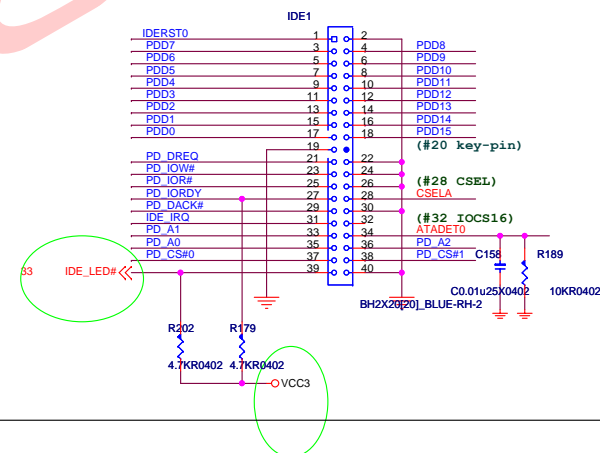 IDE1
IDERST0 1 2
PDD7 3 4 PDD8
PDD6 5 6 PDD9
PDD5 7 8 PDD10
PDD4 9 10 PDD11
PDD3 11 12 PDD12
PDD2 13 14 PDD13
PDD1 15 16 PDD14
PDD0 17 18 PDD15
19 (#20 key-pin)
PD_DREQ 21 22
PD_IOW# 23 24
PD_IOR# 25 26 (#28 CSEL)
PD_IORDY 27 28 CSELA
PD_DACK# 29 30
IDE_IRQ 31 32 (#32 IOCS16)
PD_A1 33 34 ATADET0
PD_A0 35 36 PD_A2
PD_CS#0 37 38 PD_CS#1
33 IDE_LED# 39 40
C158 R189
C0.01u25X0402 10KR0402
BH2X20[20]_BLUE-RH-2
R202 R179
4.7KR0402 4.7KR0402
VCC3